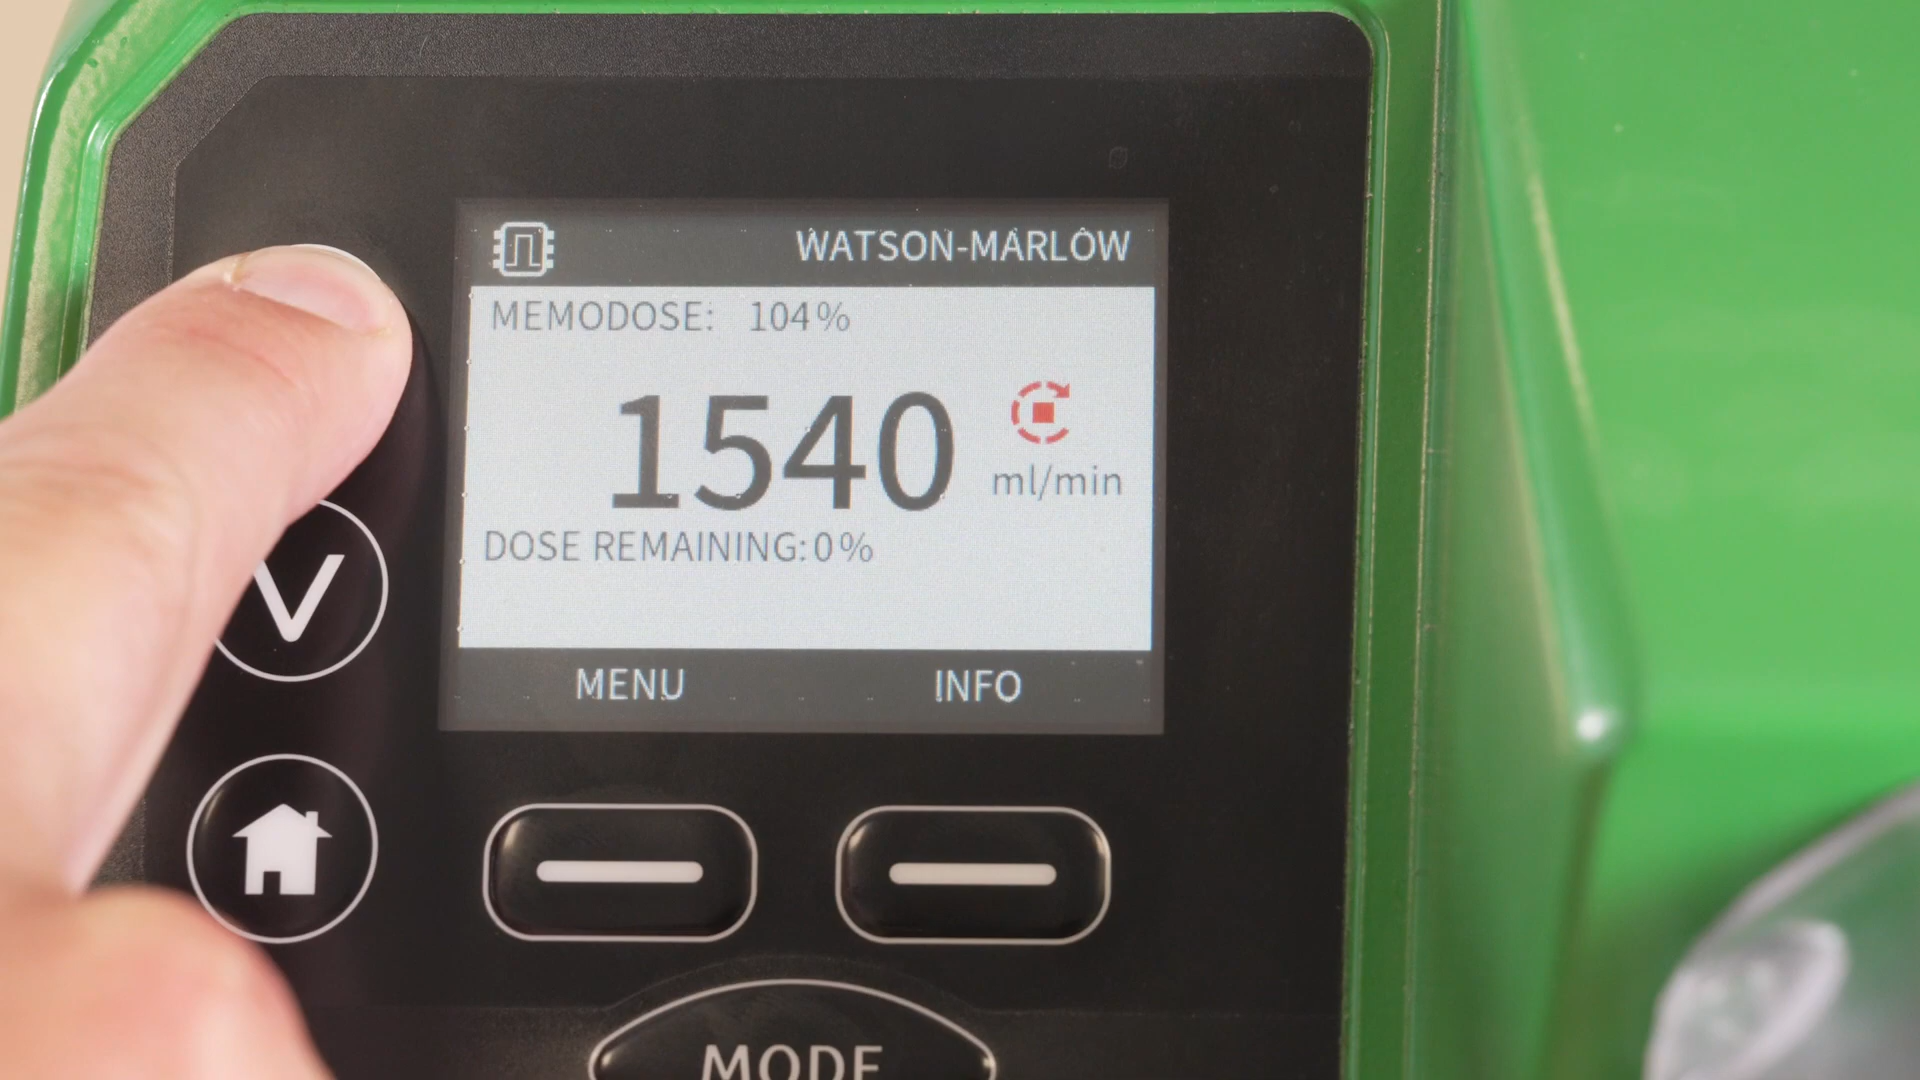 WATSON-MARLOW
MEMODOSE: 104%
1540
ml/min
DOSE REMAINING: 0%
MENU INFO
MODE